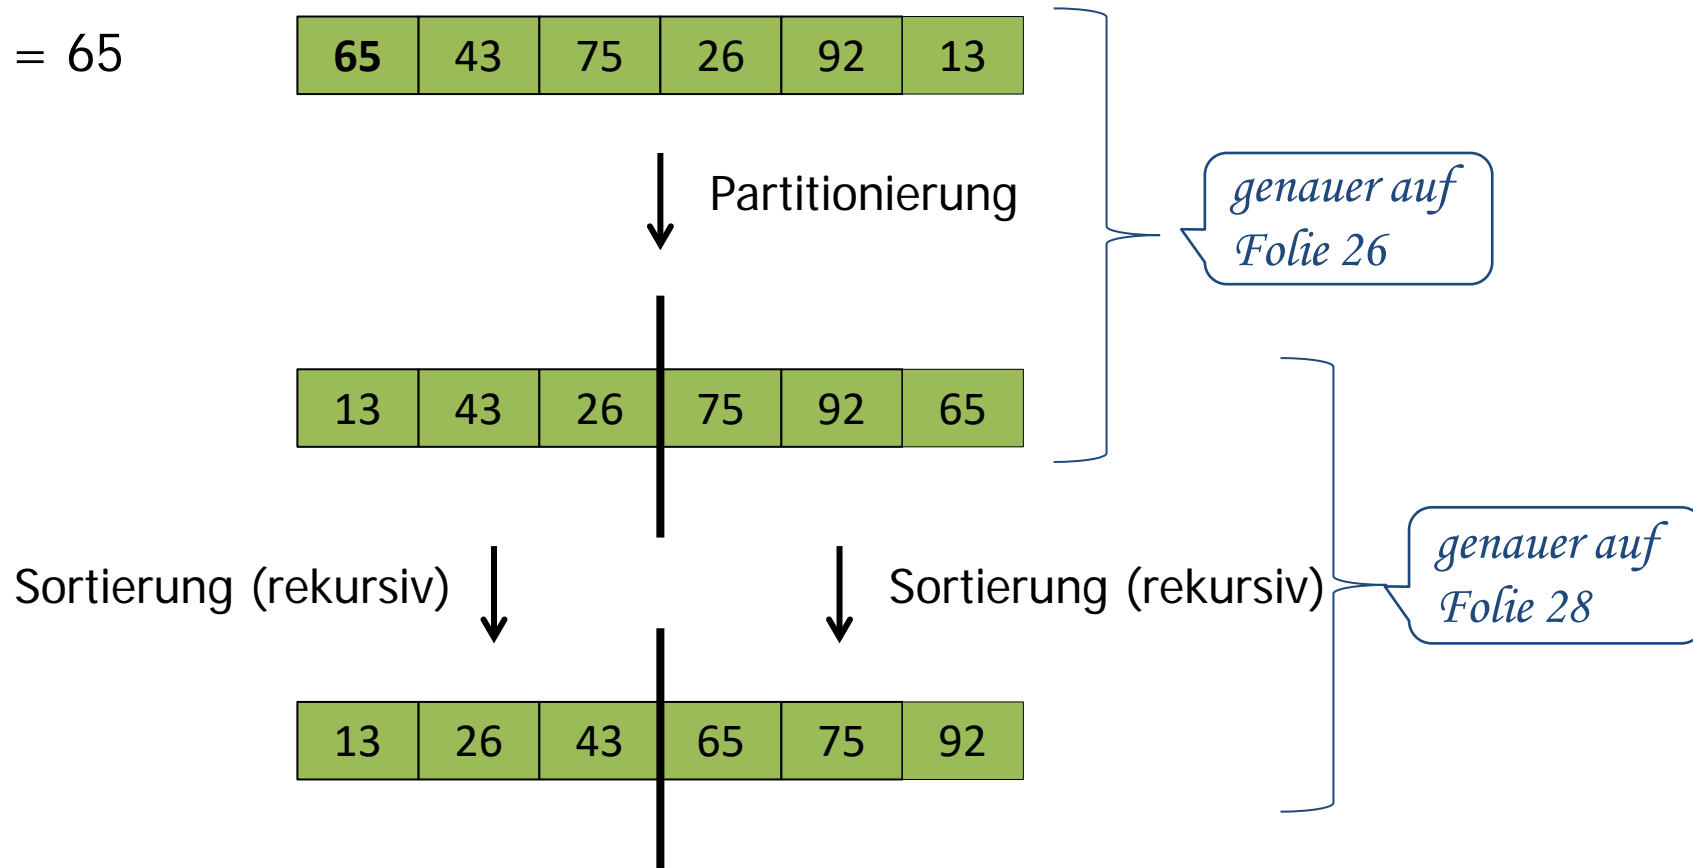 = 65
65 43 75 26 92 13
Partitionierung
genauer auf
Folie 26
13 43 26 75 92 65
Sortierung (rekursiv)
Sortierung (rekursiv)
genauer auf
Folie 28
13 26 43 65 75 92